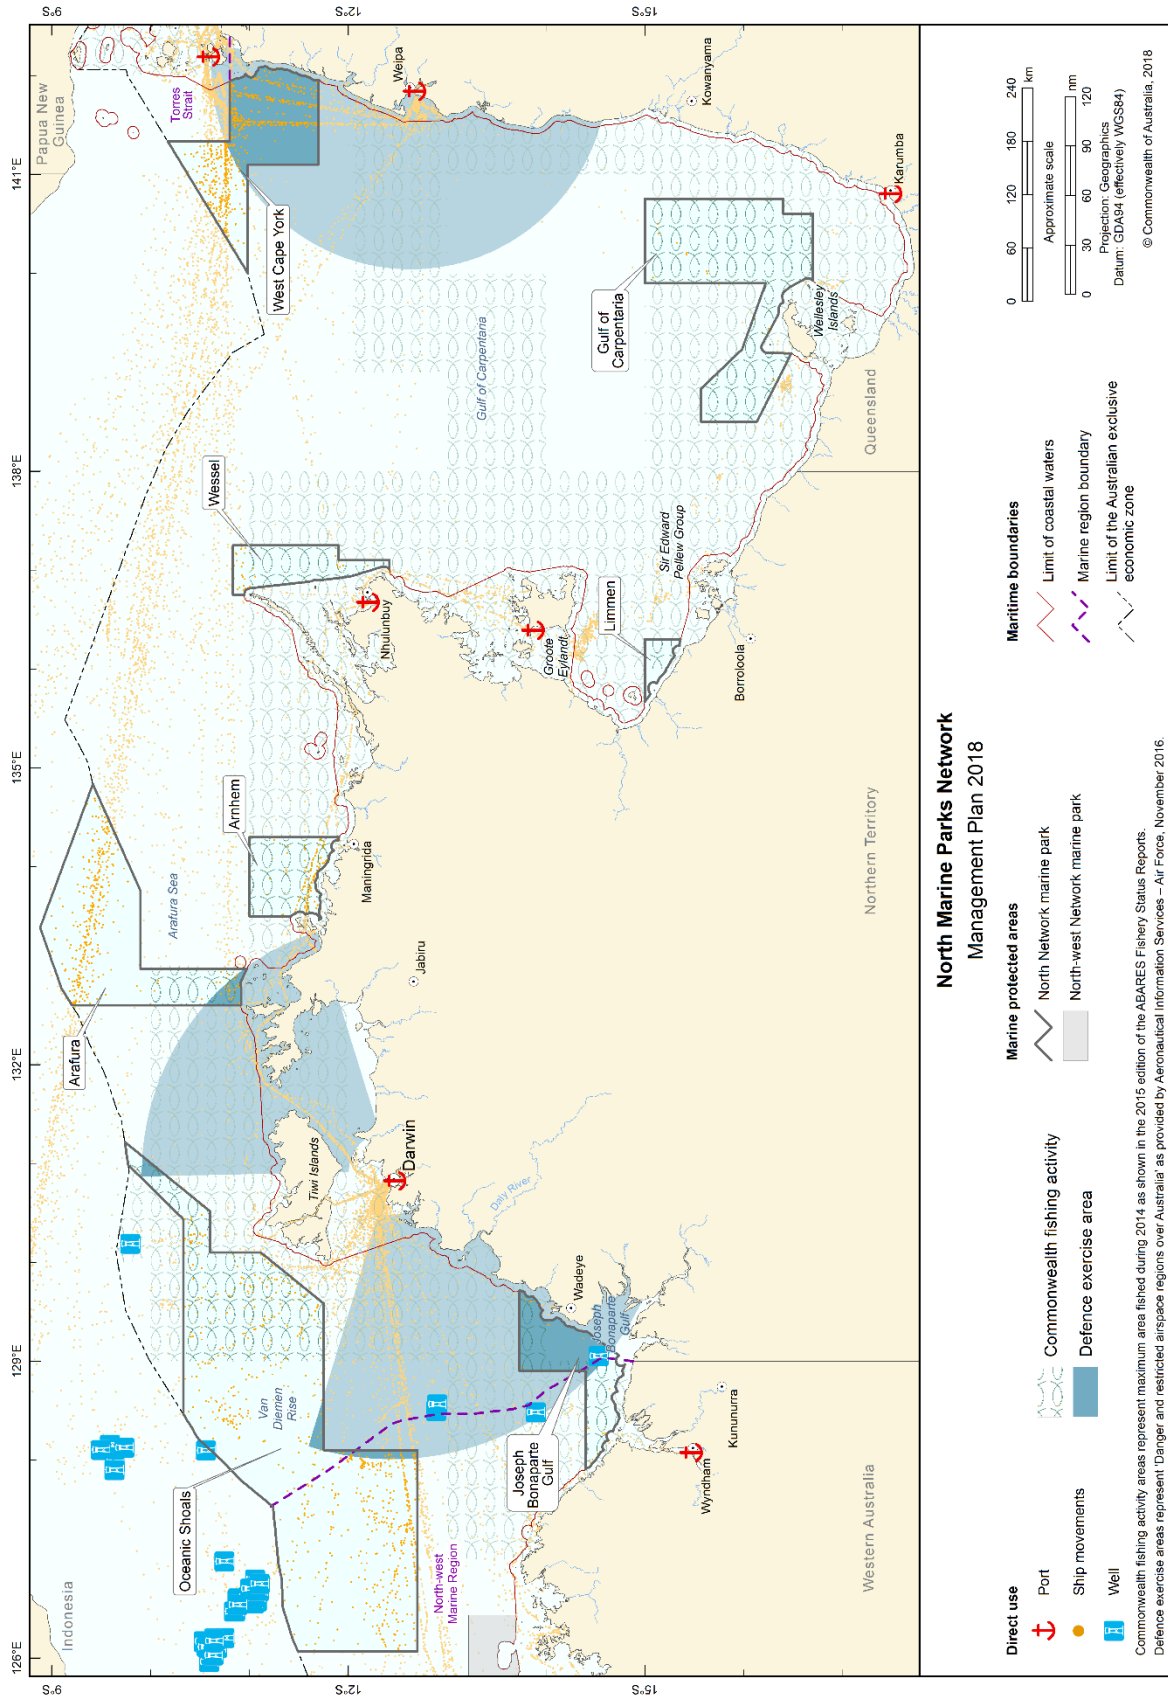 126°E
129°E
132°E
135°E
138°E
141°E
9°S
9°S
12°S
12°S
15°S
15°S
Indonesia
Papua New
Guinea
Torres
Strait
Oceanic Shoals
Arafura
Arafura Sea
Arnhem
Wessel
West Cape York
Van
Diemen
Rise
Tiwi Islands
Darwin
Daly River
Jabiru
Maningrida
Nhulunbuy
Groote
Eylandt
Limmen
Sir Edward
Pellew Group
Borroloola
Gulf of Carpentaria
Gulf of
Carpentaria
Wellesley
Islands
Weipa
Kowanyama
Karumba
North-west
Marine Region
Joseph
Bonaparte
Gulf
Joseph
Bonaparte
Gulf
Wadeye
Wyndham
Kununurra
Western Australia
Northern Territory
Queensland
North Marine Parks Network
Management Plan 2018
Direct use
Port
Ship movements
Well
Commonwealth fishing activity
Defence exercise area
Marine protected areas
North Network marine park
North-west Network marine park
Maritime boundaries
Limit of coastal waters
Marine region boundary
Limit of the Australian exclusive
economic zone
0 60 120 180 240
km
Approximate scale
nm
0 30 60 90 120
Projection: Geographics
Datum: GDA94 (effectively WGS84)
© Commonwealth of Australia, 2018
Commonwealth fishing activity areas represent maximum area fished during 2014 as shown in the 2015 edition of the ABARES Fishery Status Reports.
Defence exercise areas represent 'Danger and restricted airspace regions over Australia' as provided by Aeronautical Information Services – Air Force, November 2016.